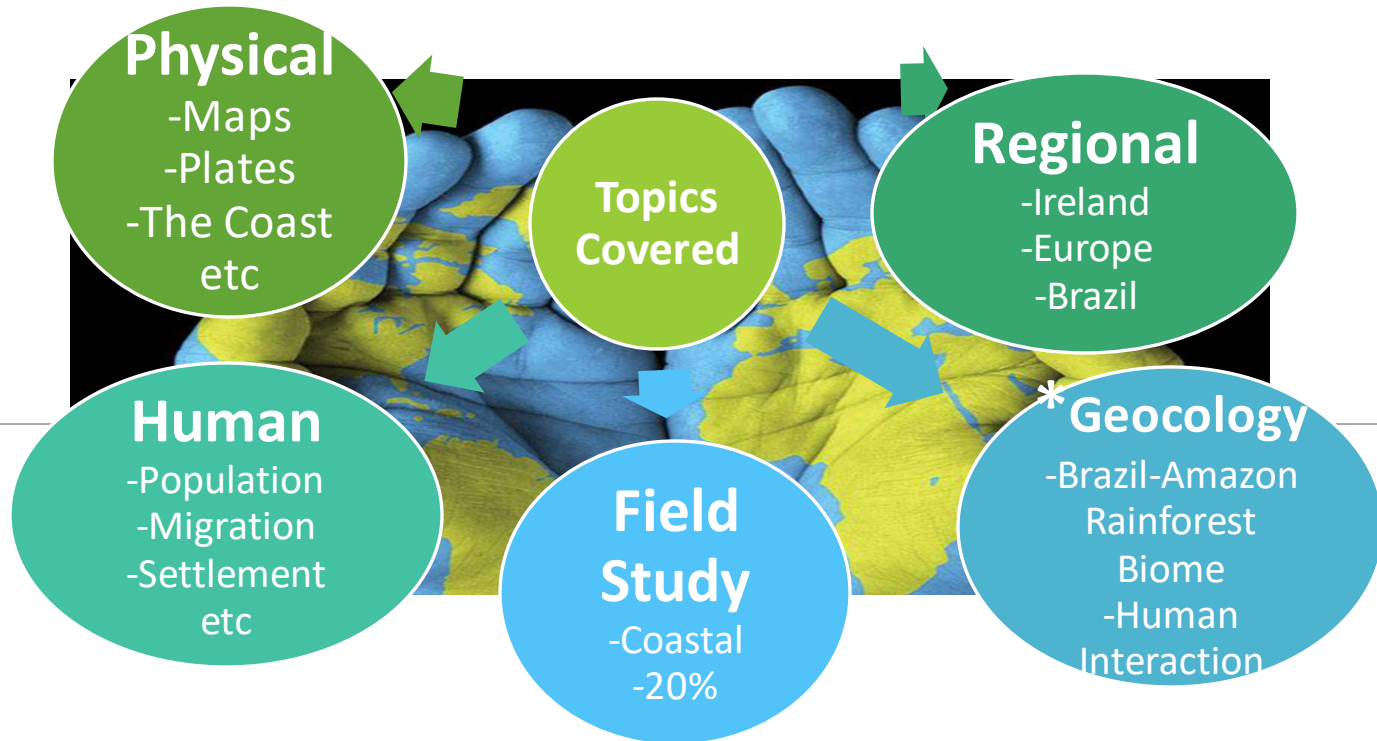 Physical
-Maps
-Plates
-The Coast
etc
Topics
Covered
Regional
-Ireland
-Europe
-Brazil
Human
-Population
-Migration
-Settlement
etc
Field
Study
-Coastal
-20%
*Geocology
-Brazil-Amazon
Rainforest
Biome
-Human
Interaction